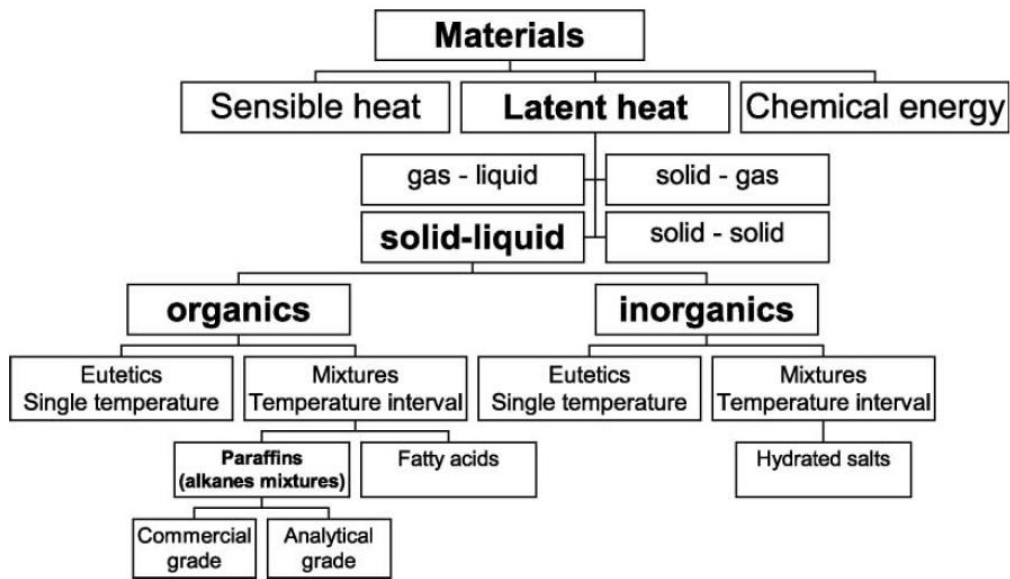 Materials
Sensible heat
Latent heat
Chemical energy
gas - liquid
solid - gas
solid-liquid
solid - solid
organics
inorganics
Eutetics
Single temperature
Mixtures
Temperature interval
Eutetics
Single temperature
Mixtures
Temperature interval
Paraffins
(alkanes mixtures)
Fatty acids
Hydrated salts
Commercial
grade
Analytical
grade